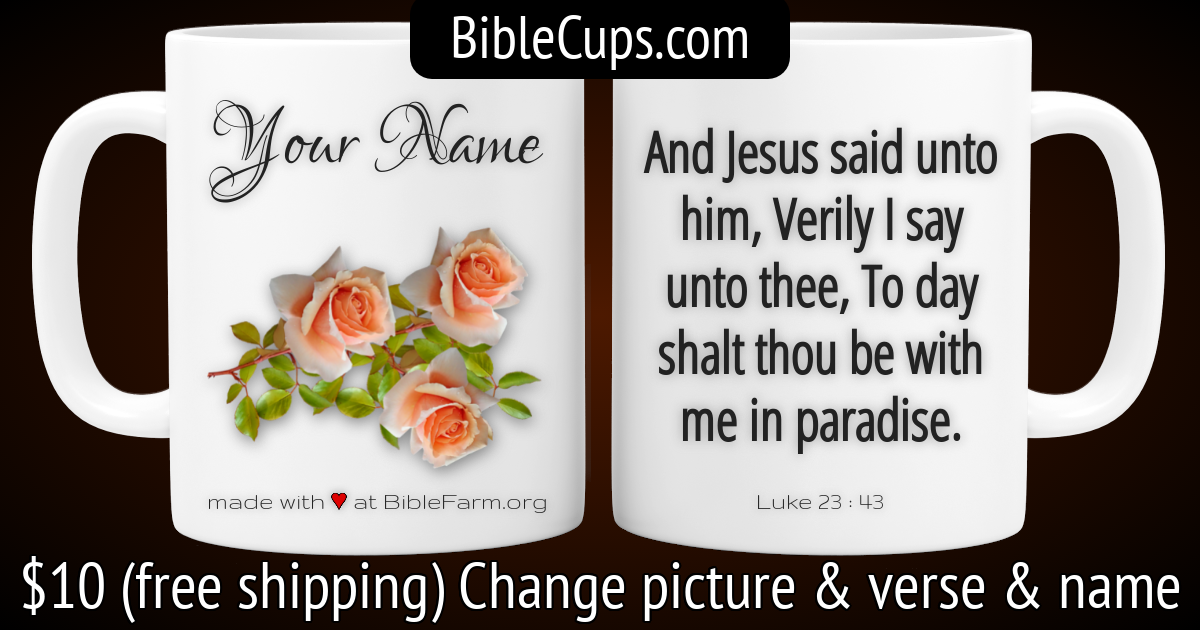 BibleCups.com
Your Name
made with ♥ at BibleFarm.org
And Jesus said unto
him, Verily I say
unto thee, To day
shalt thou be with
me in paradise.
Luke 23 : 43
$10 (free shipping) Change picture & verse & name